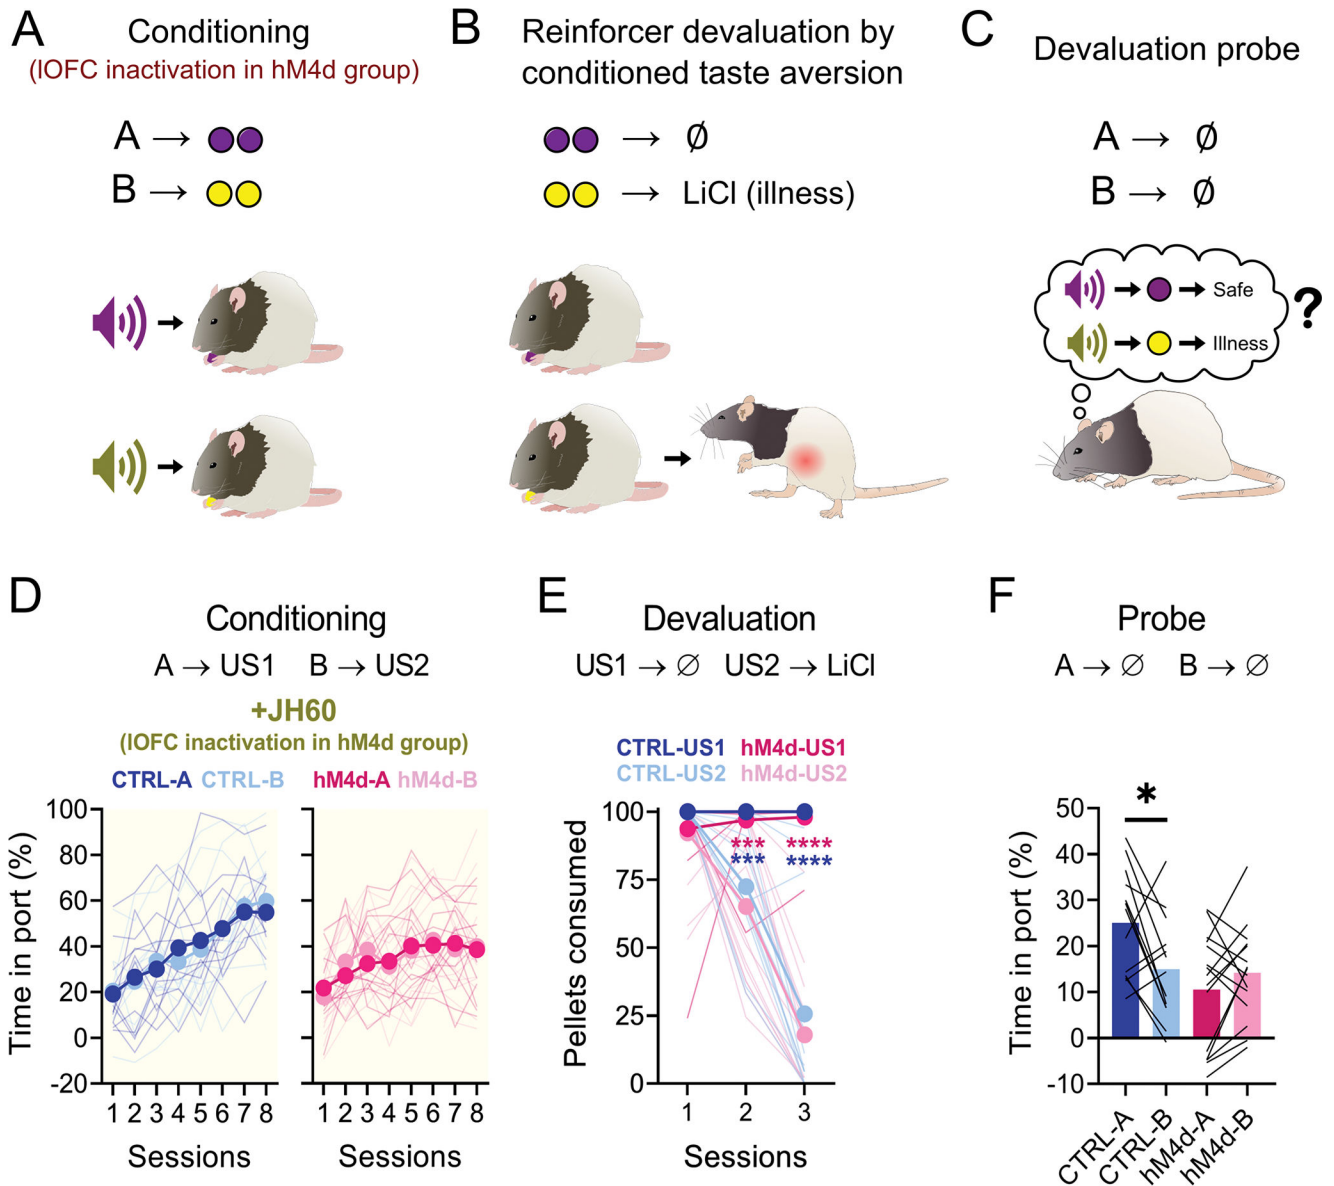 A
Conditioning
(lOFC inactivation in hM4d group)
A → ∅
B →
B
Reinforcer devaluation by
conditioned taste aversion
→ ∅
→ LiCl (illness)
C
Devaluation probe
A → ∅
B → ∅
→ → Safe
→ → Illness
?
D
Conditioning
A → US1 B → US2
+JH60
(lOFC inactivation in hM4d group)
CTRL-A CTRL-B hM4d-A hM4d-B
Time in port (%)
100
80
60
40
20
0
-20
1 2 3 4 5 6 7 8
1 2 3 4 5 6 7 8
Sessions
Sessions
E
Devaluation
US1 → ∅ US2 → LiCl
CTRL-US1 hM4d-US1
CTRL-US2 hM4d-US2
Pellets consumed
100
75
50
25
0
*** ****
*** ****
1 2 3
Sessions
F
Probe
A → ∅ B → ∅
*
Time in port (%)
50
40
30
20
10
0
-10
CTRL-A
CTRL-B
hM4d-A
hM4d-B